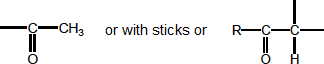 C CH₃ or with sticks or R C C
O O H